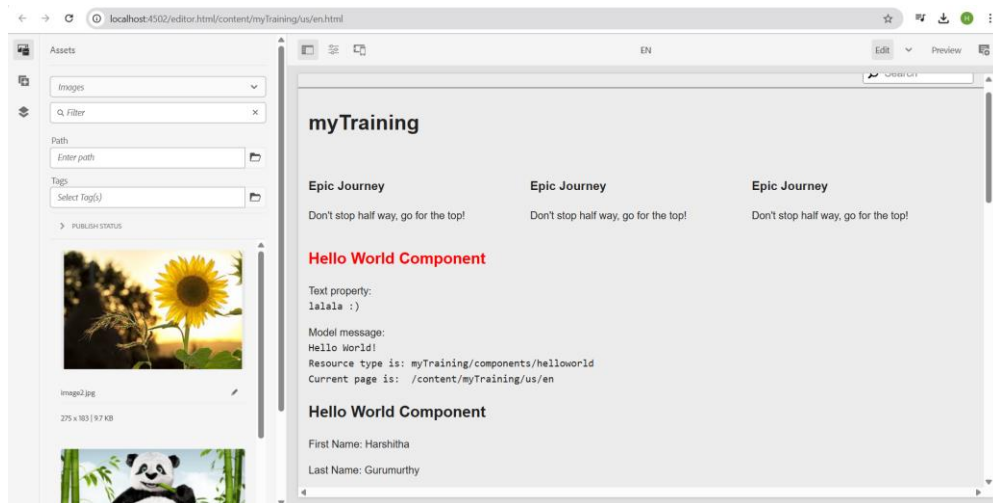 localhost:4502/editor.html/content/myTraining/us/en.html
H
Assets
EN
Edit
Preview
Images
Filter
Search
Path
Enter path
Tags
Select Tag(s)
PUBLISH STATUS
image2.jpg
275 x 183 | 9.7 KB
myTraining
Epic Journey
Epic Journey
Epic Journey
Don't stop half way, go for the top!
Don't stop half way, go for the top!
Don't stop half way, go for the top!
Hello World Component
Text property:
lalala :)
Model message:
Hello World!
Resource type is: myTraining/components/helloworld
Current page is: /content/myTraining/us/en
Hello World Component
First Name: Harshitha
Last Name: Gurumurthy